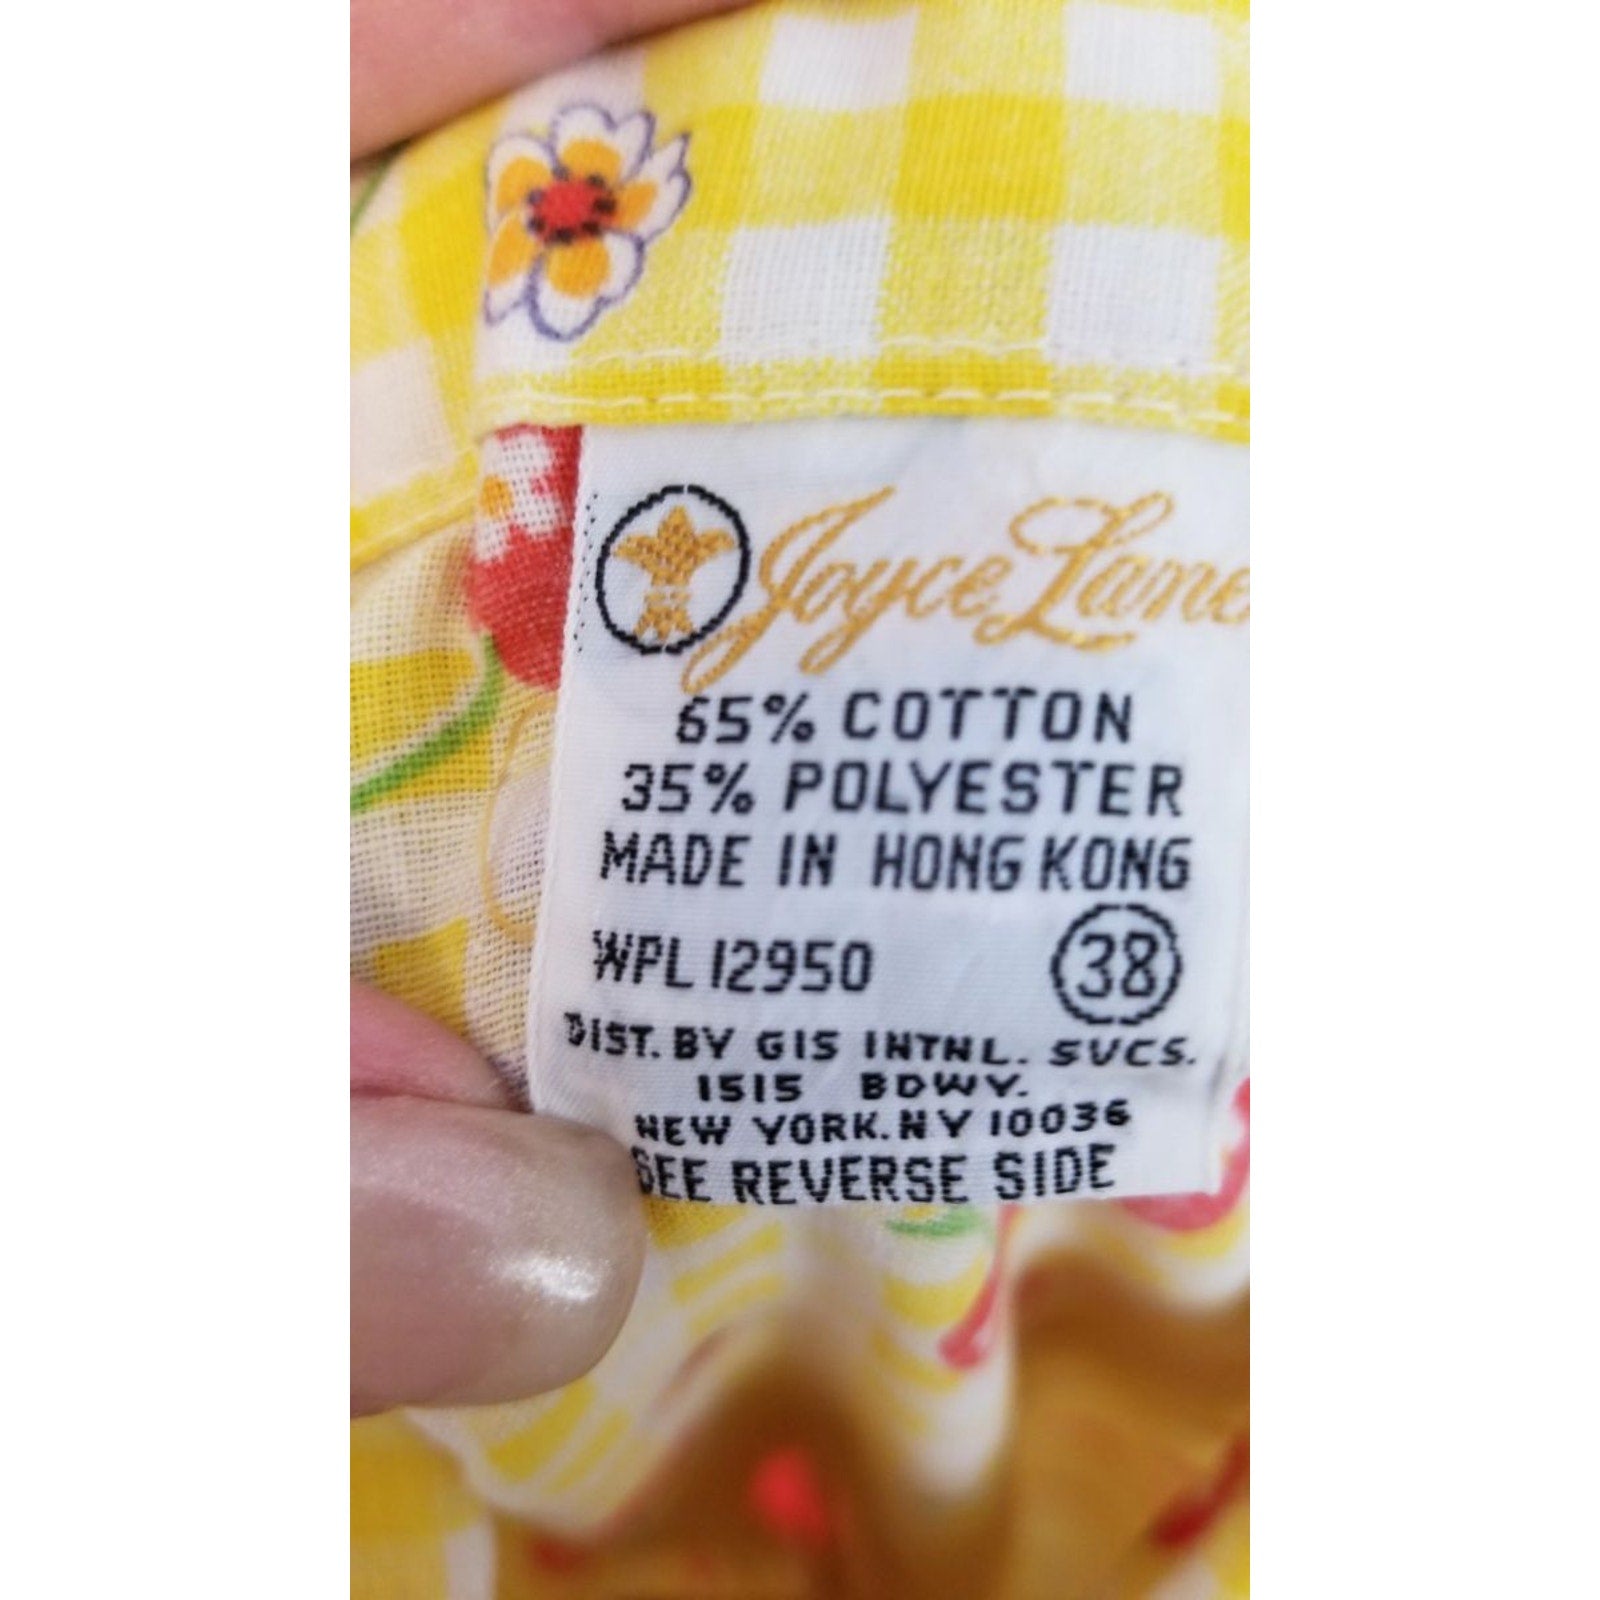 Joyce Lane
65% COTTON
35% POLYESTER
MADE IN HONG KONG
WPL 12950 38
DIST. BY GIS INTNL. SVCS.
1515 BDWY.
NEW YORK. NY 10036
SEE REVERSE SIDE